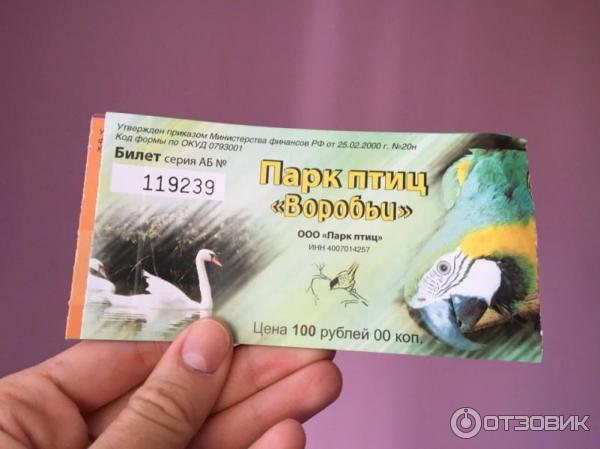 Утвержден приказом Министерства финансов РФ от 25.02.2000 г. №20н
Код формы по ОКУД 0793001
Билет серия АБ №
119239
Парк птиц
«Воробьи»
ООО «Парк птиц»
ИНН 4007014257
Цена 100 рублей 00 коп.
ОТЗОВИК